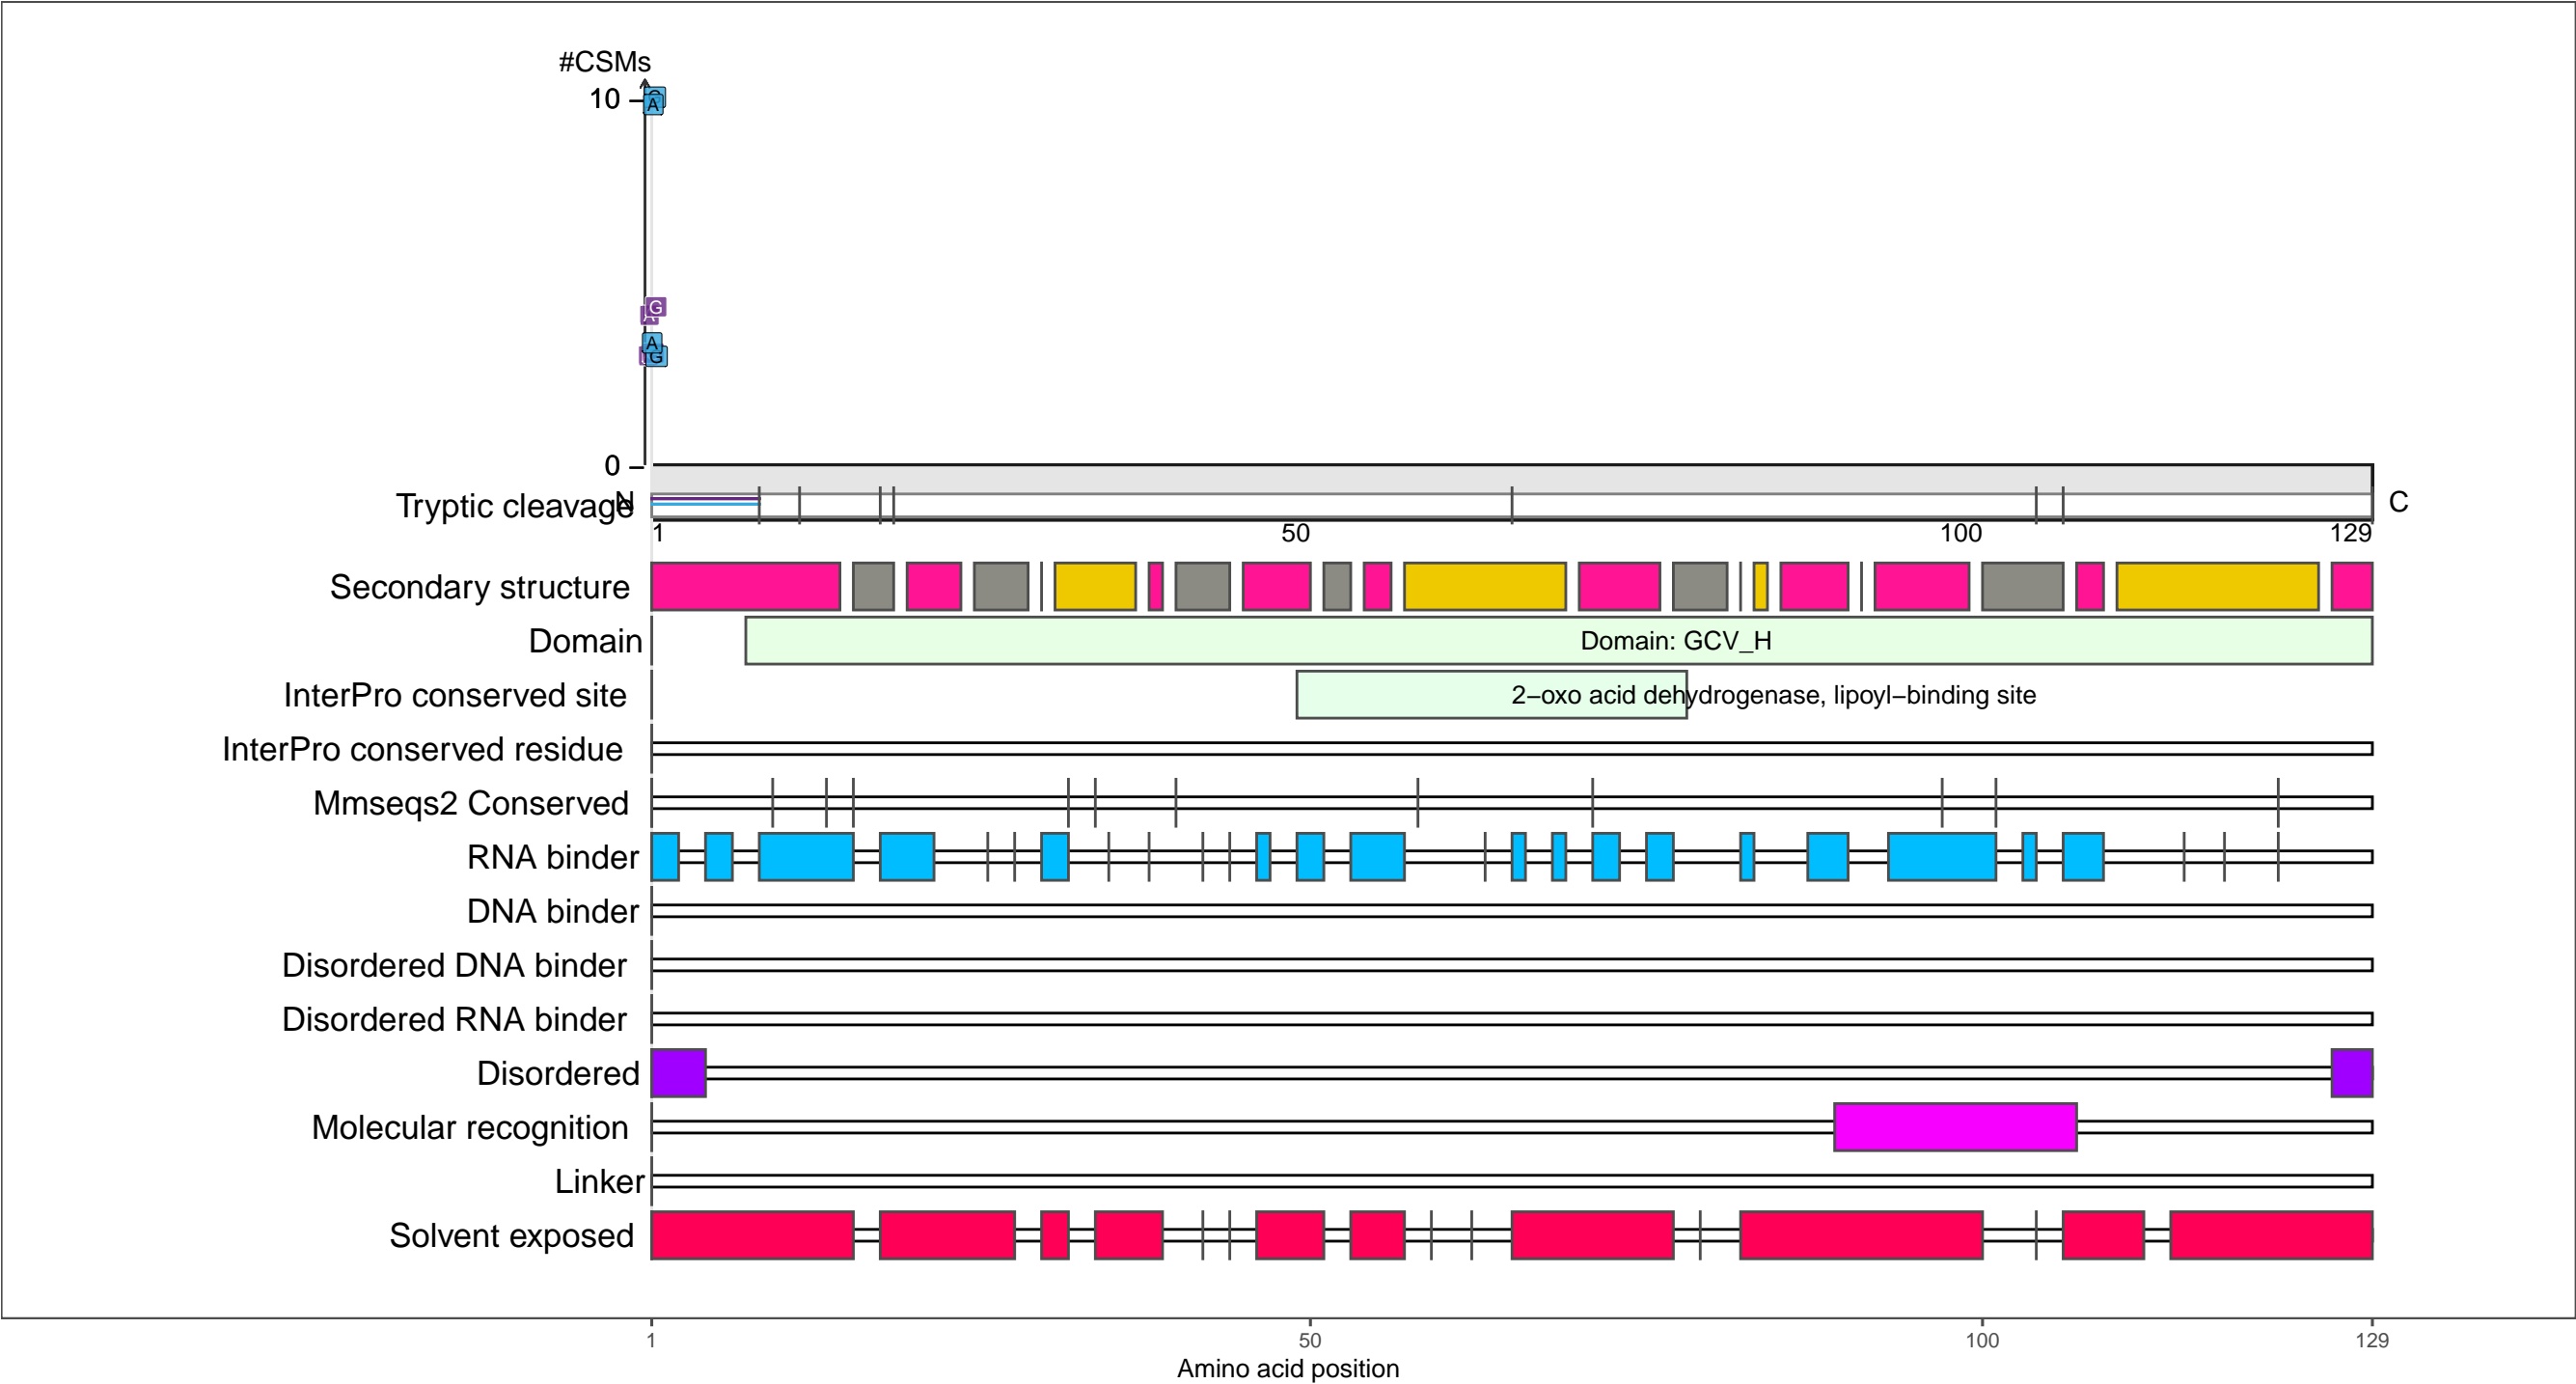 #CSMs
10
A
G
A
G
0
Tryptic cleavage
N
C
1 50 100 129
Secondary structure
Domain
Domain: GCV_H
InterPro conserved site
2−oxo acid dehydrogenase, lipoyl−binding site
InterPro conserved residue
Mmseqs2 Conserved
RNA binder
DNA binder
Disordered DNA binder
Disordered RNA binder
Disordered
Molecular recognition
Linker
Solvent exposed
1 50 100 129
Amino acid position